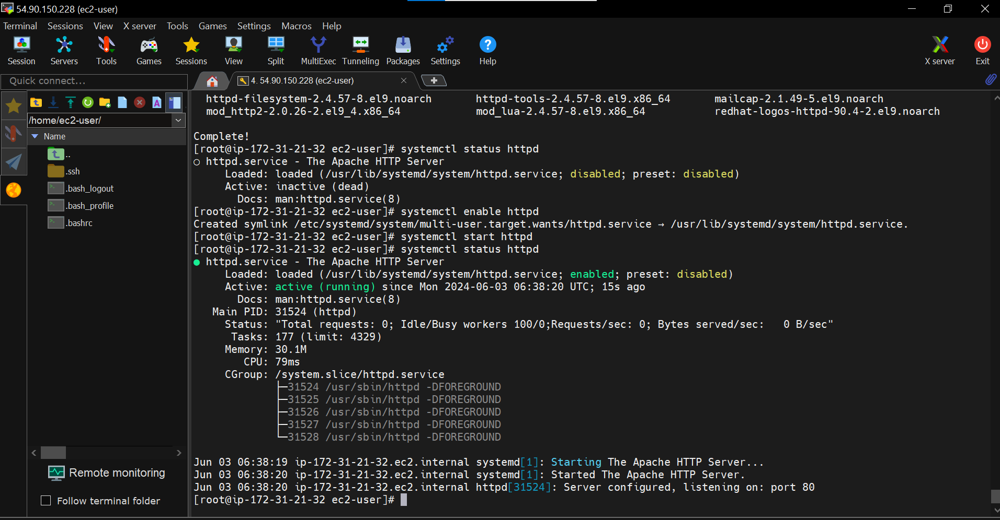 54.90.150.228 (ec2-user)
Terminal Sessions View X server Tools Games Settings Macros Help
Session Servers Tools Games Sessions View Split MultiExec Tunneling Packages Settings Help X server Exit
Quick connect...
4. 54.90.150.228 (ec2-user)
/home/ec2-user/
Name
..
.ssh
.bash_logout
.bash_profile
.bashrc
Remote monitoring
Follow terminal folder
httpd-filesystem-2.4.57-8.el9.noarch httpd-tools-2.4.57-8.el9.x86_64 mailcap-2.1.49-5.el9.noarch
mod_http2-2.0.26-2.el9_4.x86_64 mod_lua-2.4.57-8.el9.x86_64 redhat-logos-httpd-90.4-2.el9.noarch
Complete!
[root@ip-172-31-21-32 ec2-user]# systemctl status httpd
○ httpd.service - The Apache HTTP Server
Loaded: loaded (/usr/lib/systemd/system/httpd.service; disabled; preset: disabled)
Active: inactive (dead)
Docs: man:httpd.service(8)
[root@ip-172-31-21-32 ec2-user]# systemctl enable httpd
Created symlink /etc/systemd/system/multi-user.target.wants/httpd.service → /usr/lib/systemd/system/httpd.service.
[root@ip-172-31-21-32 ec2-user]# systemctl start httpd
[root@ip-172-31-21-32 ec2-user]# systemctl status httpd
● httpd.service - The Apache HTTP Server
Loaded: loaded (/usr/lib/systemd/system/httpd.service; enabled; preset: disabled)
Active: active (running) since Mon 2024-06-03 06:38:20 UTC; 15s ago
Docs: man:httpd.service(8)
Main PID: 31524 (httpd)
Status: "Total requests: 0; Idle/Busy workers 100/0;Requests/sec: 0; Bytes served/sec:   0 B/sec"
Tasks: 177 (limit: 4329)
Memory: 30.1M
CPU: 79ms
CGroup: /system.slice/httpd.service
├─31524 /usr/sbin/httpd -DFOREGROUND
├─31525 /usr/sbin/httpd -DFOREGROUND
├─31526 /usr/sbin/httpd -DFOREGROUND
├─31527 /usr/sbin/httpd -DFOREGROUND
└─31528 /usr/sbin/httpd -DFOREGROUND
Jun 03 06:38:19 ip-172-31-21-32.ec2.internal systemd[1]: Starting The Apache HTTP Server...
Jun 03 06:38:20 ip-172-31-21-32.ec2.internal systemd[1]: Started The Apache HTTP Server.
Jun 03 06:38:20 ip-172-31-21-32.ec2.internal httpd[31524]: Server configured, listening on: port 80
[root@ip-172-31-21-32 ec2-user]#